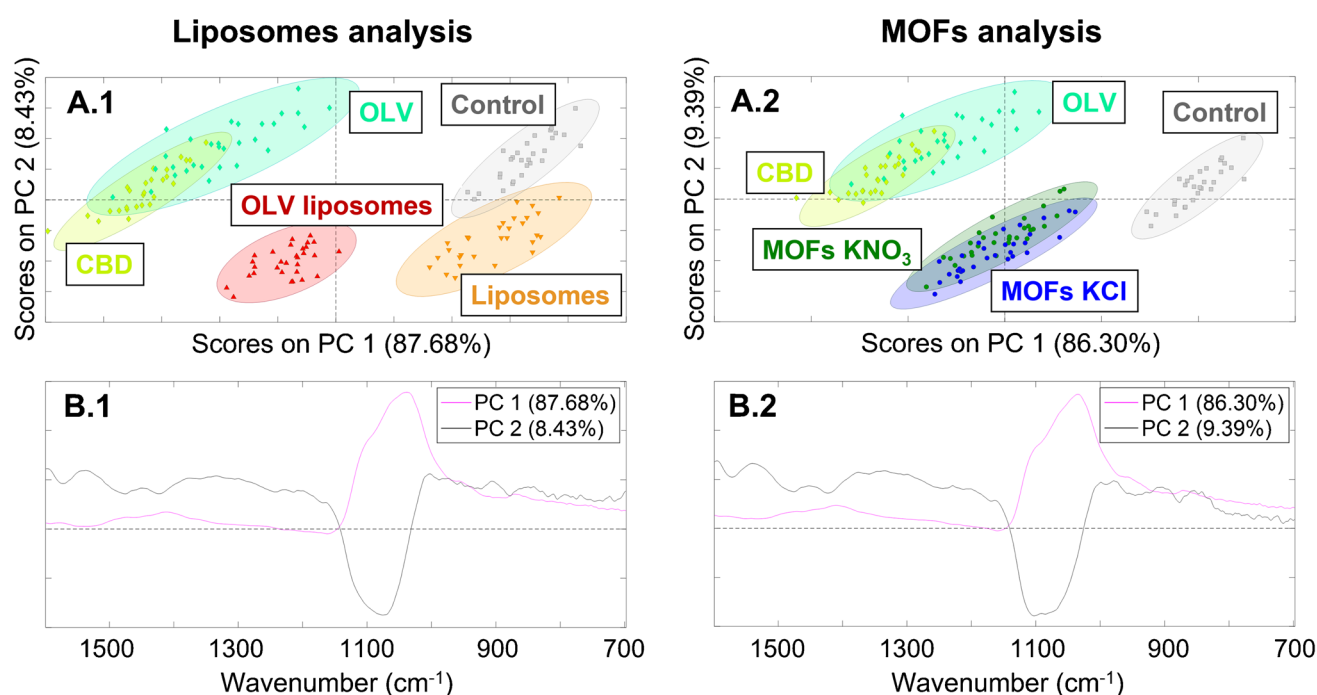 Liposomes analysis
MOFs analysis
A.1
OLV
Control
CBD
OLV liposomes
Liposomes
Scores on PC 2 (8.43%)
Scores on PC 1 (87.68%)
A.2
OLV
Control
CBD
MOFs KNO₃
MOFs KCl
Scores on PC 2 (9.39%)
Scores on PC 1 (86.30%)
B.1
PC 1 (87.68%)
PC 2 (8.43%)
1500 1300 1100 900 700
Wavenumber (cm⁻¹)
B.2
PC 1 (86.30%)
PC 2 (9.39%)
1500 1300 1100 900 700
Wavenumber (cm⁻¹)